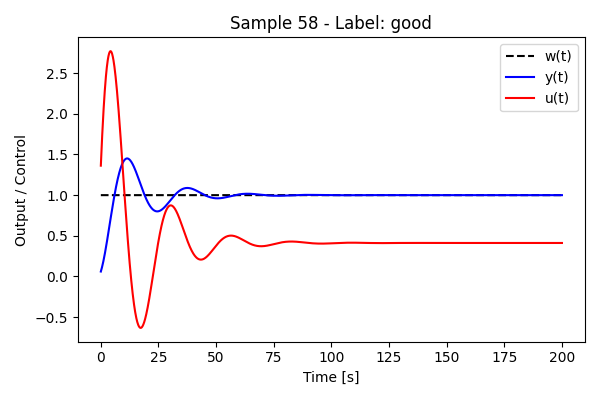 Sample 58 - Label: good
w(t)
y(t)
u(t)
Output / Control
2.5
2.0
1.5
1.0
0.5
0.0
−0.5
0 25 50 75 100 125 150 175 200
Time [s]